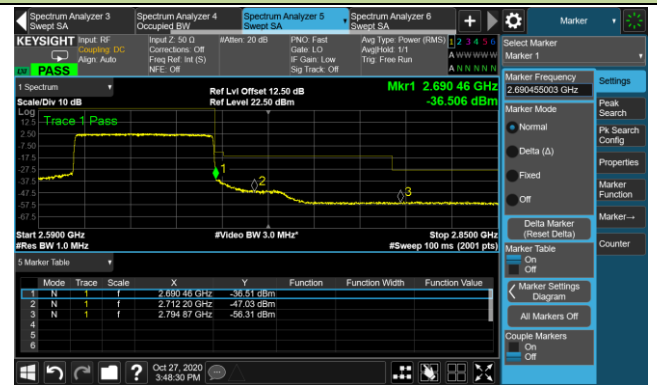 Spectrum Analyzer 3
Swept SA
Spectrum Analyzer 4
Occupied BW
Spectrum Analyzer 5
Swept SA
Spectrum Analyzer 6
Swept SA
+
Marker
KEYSIGHT
Input: RF
Coupling: DC
Align: Auto
Input Z: 50 Ω
Corrections: Off
Freq Ref: Int (S)
NFE: Off
#Atten: 20 dB
PNO: Fast
Gate: LO
IF Gain: Low
Sig Track: Off
Avg Type: Power (RMS)
Avg|Hold: 1/1
Trig: Free Run
1 2 3 4 5 6
A W W W W W
A N N N N N
PASS
Select Marker
Marker 1
1 Spectrum
Scale/Div 10 dB
Ref Lvl Offset 12.50 dB
Ref Level 22.50 dBm
Mkr1 2.690 46 GHz
-36.506 dBm
Log
Trace 1 Pass
12.5
2.50
-7.50
-17.5
-27.5
-37.5
-47.5
-57.5
-67.5
1
2
3
Start 2.5900 GHz
#Res BW 1.0 MHz
#Video BW 3.0 MHz*
Stop 2.8500 GHz
#Sweep 100 ms (2001 pts)
5 Marker Table
Mode Trace Scale X Y Function Function Width Function Value
1 N 1 f 2.690 46 GHz -36.51 dBm
2 N 1 f 2.712 20 GHz -47.03 dBm
3 N 1 f 2.794 87 GHz -56.31 dBm
4
5
6
Marker Frequency
2.690455003 GHz
Marker Mode
Normal
Delta (Δ)
Fixed
Off
Delta Marker
(Reset Delta)
Marker Table
On
Off
Marker Settings
Diagram
All Markers Off
Couple Markers
On
Off
Settings
Peak
Search
Pk Search
Config
Properties
Marker
Function
Marker→
Counter
?
Oct 27, 2020
3:48:30 PM